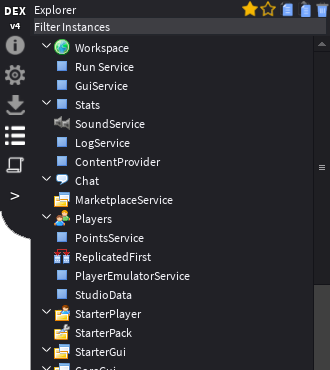 DEX
v4
Explorer
Filter Instances
Workspace
Run Service
GuiService
Stats
SoundService
LogService
ContentProvider
Chat
MarketplaceService
Players
PointsService
ReplicatedFirst
PlayerEmulatorService
StudioData
StarterPlayer
StarterPack
StarterGui
CoreGui